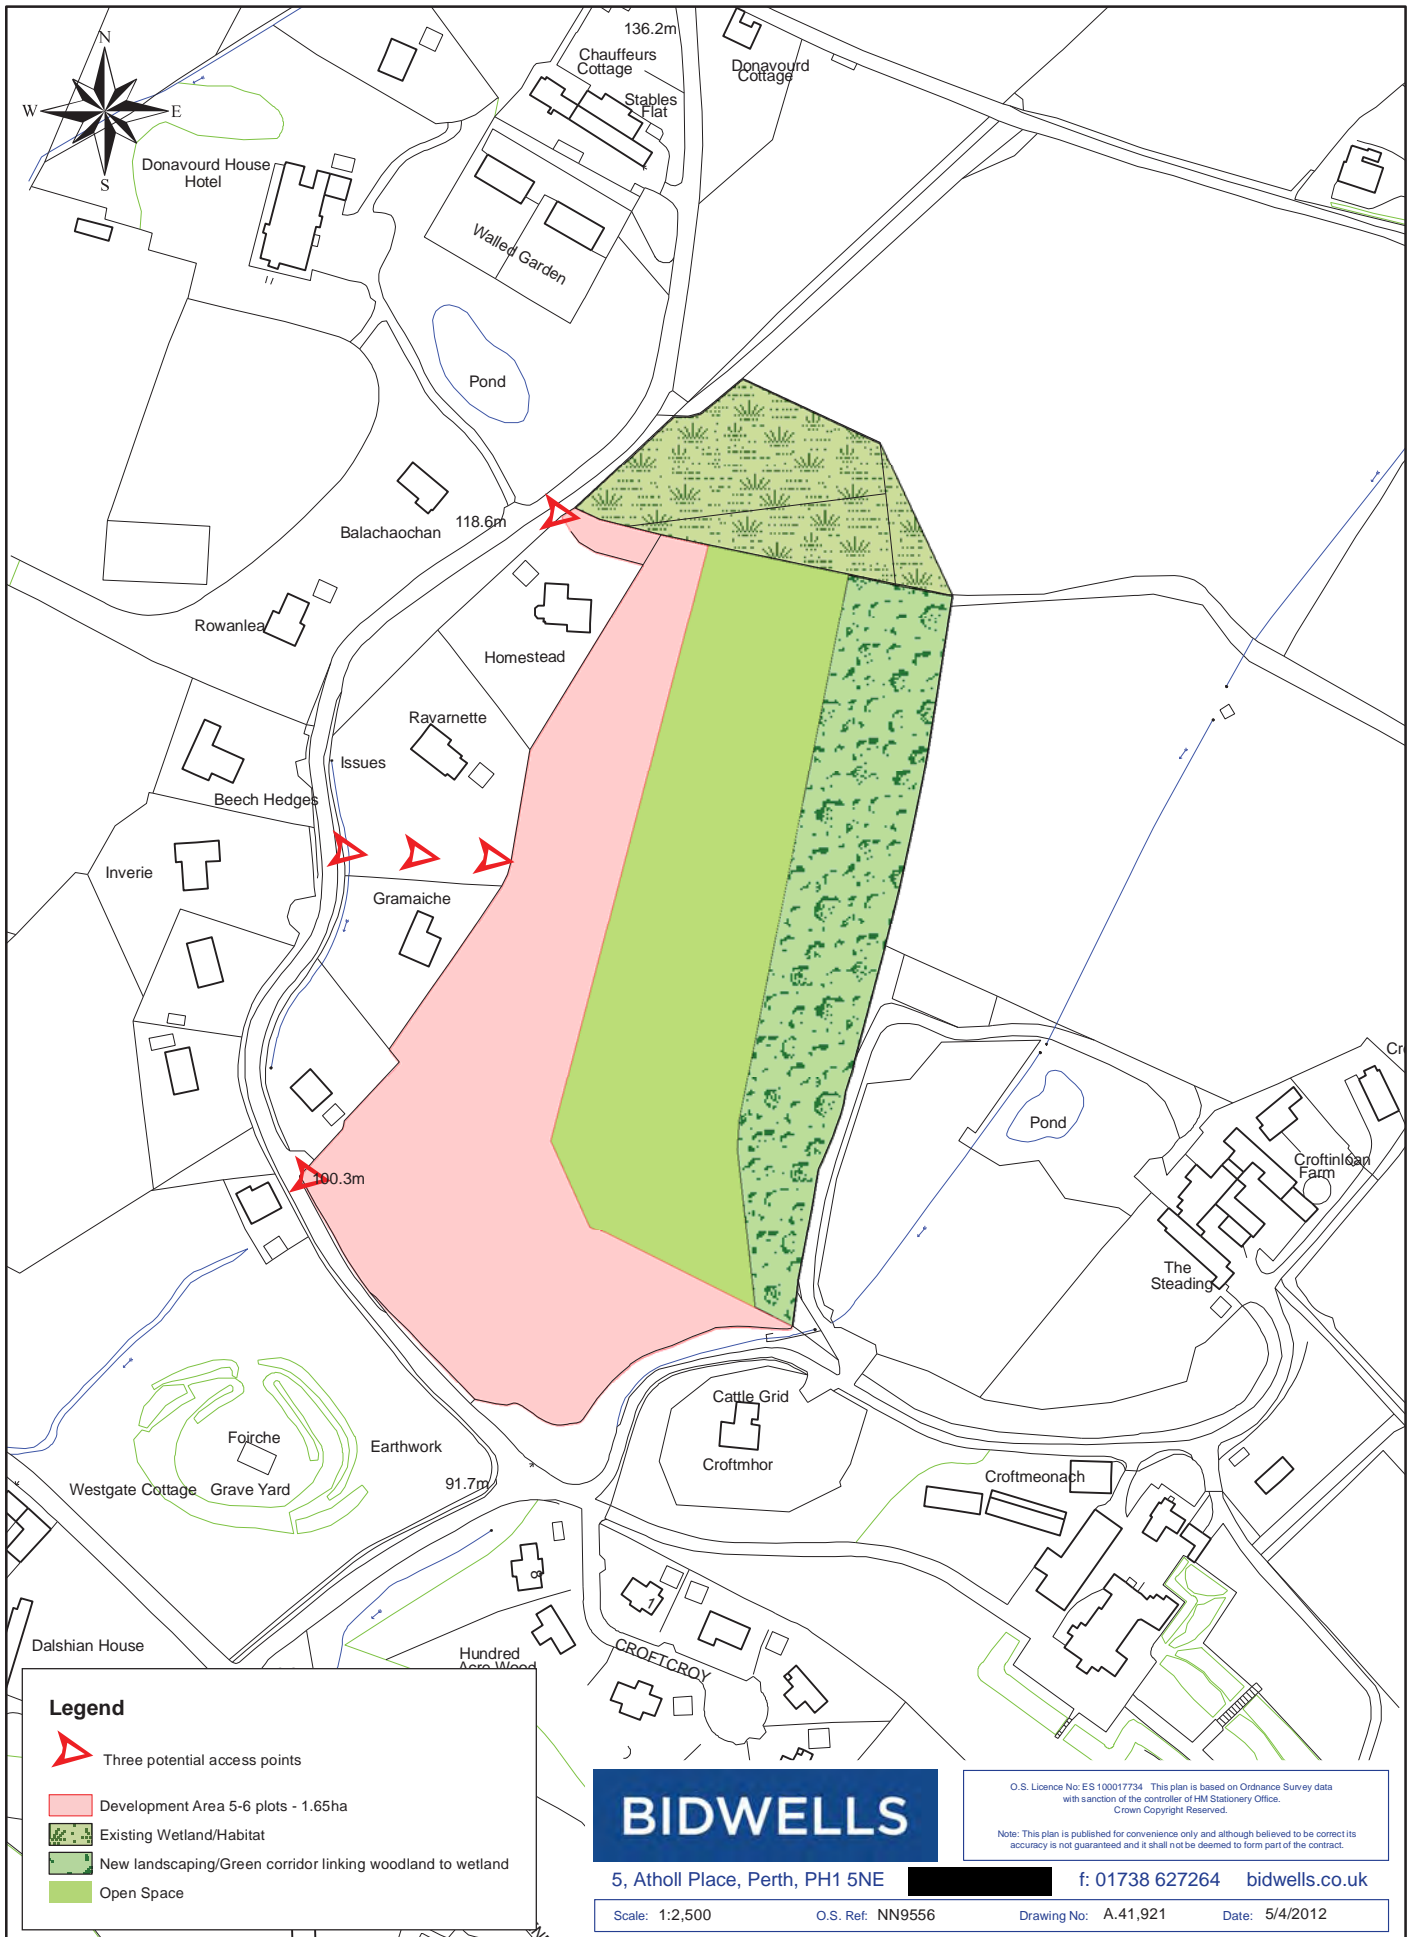 136.2m
Chauffeurs
Cottage
Donavourd
Cottage
Stables
Flat
N
W
E
S
Donavourd House
Hotel
Walled Garden
Pond
118.6m
Balachaochan
Rowanlea
Homestead
Ravarnette
Issues
Beech Hedges
Inverie
Gramaiche
100.3m
Pond
Croftinloan
Farm
The
Steading
Cattle Grid
Croftmhor
Foirche
Earthwork
Westgate Cottage
Grave Yard
91.7m
Croftmeonach
8
1
CROFTCROY
Dalshian House
Hundred
Acre Wood
Legend
Three potential access points
Development Area 5-6 plots - 1.65ha
Existing Wetland/Habitat
New landscaping/Green corridor linking woodland to wetland
Open Space
BIDWELLS
O.S. Licence No: ES 100017734 This plan is based on Ordnance Survey data
with sanction of the controller of HM Stationery Office.
Crown Copyright Reserved.
Note: This plan is published for convenience only and although believed to be correct its
accuracy is not guaranteed and it shall not be deemed to form part of the contract.
5, Atholl Place, Perth, PH1 5NE
f: 01738 627264 bidwells.co.uk
Scale: 1:2,500
O.S. Ref: NN9556
Drawing No: A.41,921
Date: 5/4/2012